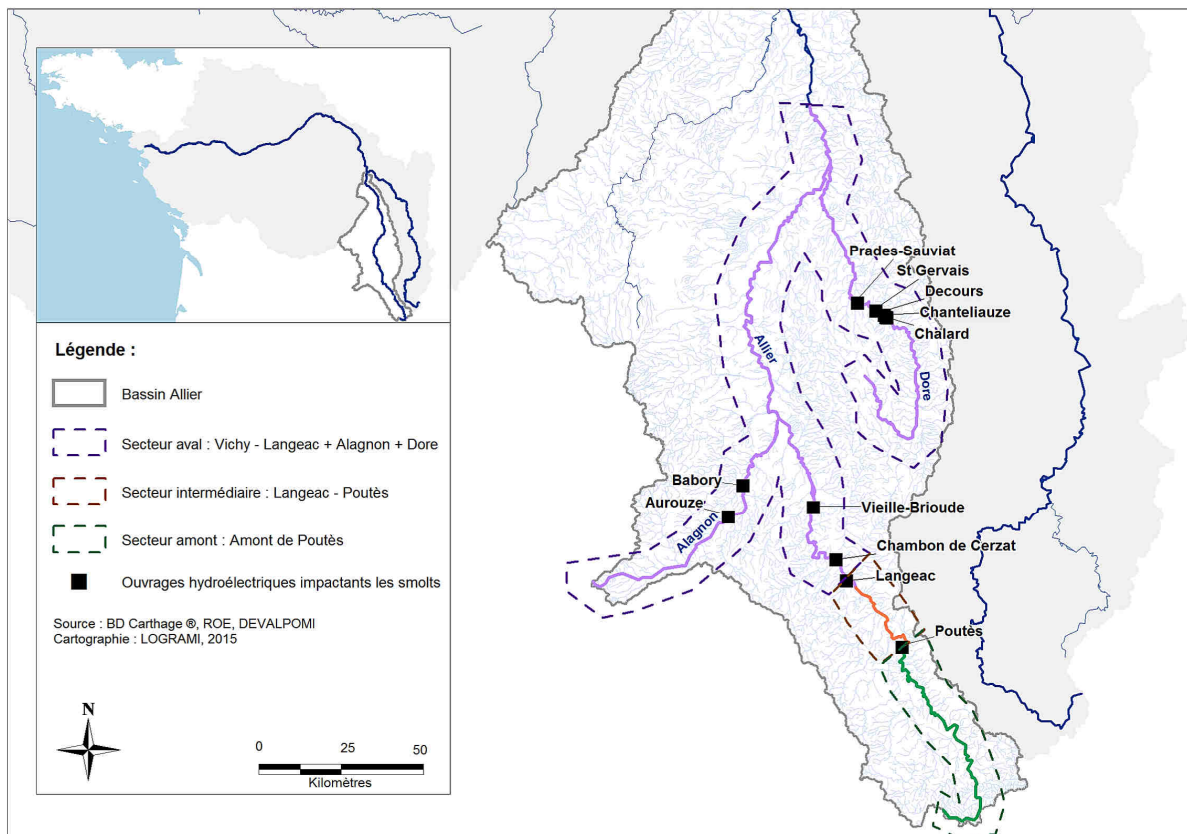 Légende :
Bassin Allier
Secteur aval : Vichy - Langeac + Alagnon + Dore
Secteur intermédiaire : Langeac - Poutès
Secteur amont : Amont de Poutès
Ouvrages hydroélectriques impactants les smolts
Source : BD Carthage ®, ROE, DEVALPOMI
Cartographie : LOGRAMI, 2015
N
0 25 50
Kilomètres
Prades-Sauviat
St Gervais
Decours
Chanteliauze
Chalard
Allier
Dore
Babory
Aurouze
Alagnon
Vieille-Brioude
Chambon de Cerzat
Langeac
Poutès